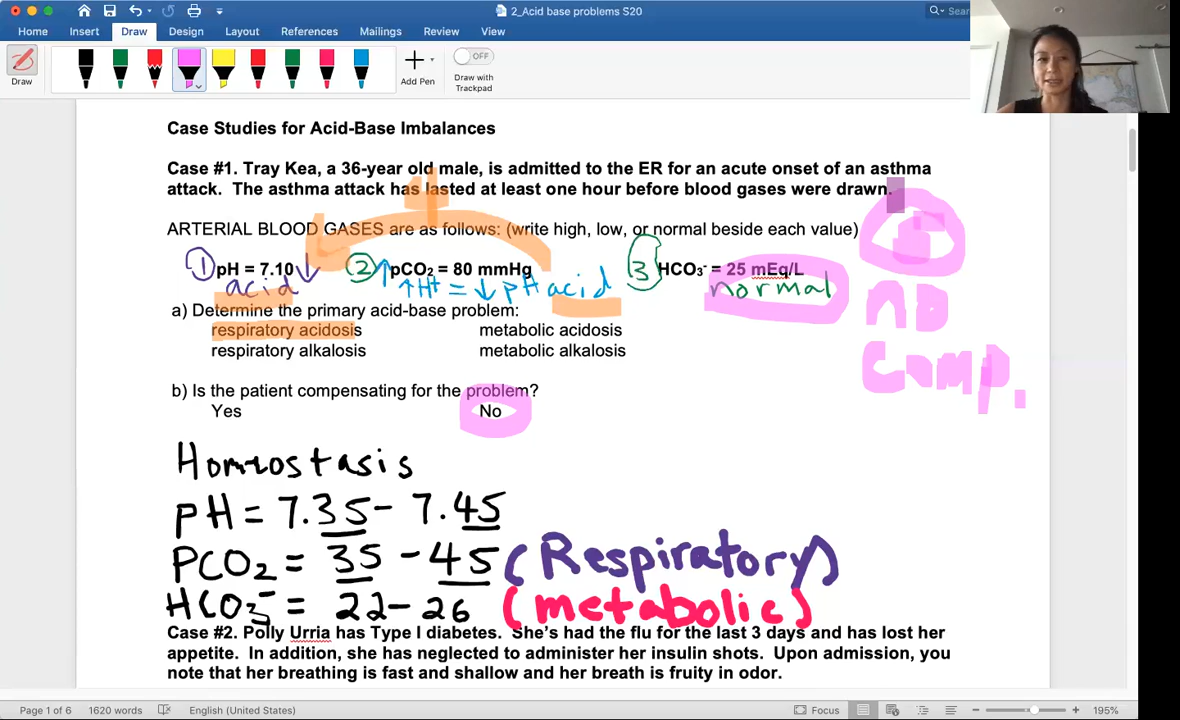 2_Acid base problems S20
Sear
Home Insert Draw Design Layout References Mailings Review View
OFF
Draw Add Pen Draw with Trackpad
Case Studies for Acid-Base Imbalances
Case #1. Tray Kea, a 36-year old male, is admitted to the ER for an acute onset of an asthma
attack. The asthma attack has lasted at least one hour before blood gases were drawn.
4
ARTERIAL BLOOD GASES are as follows: (write high, low, or normal beside each value)
1 pH = 7.10 ↓ 2 ↑ pCO₂ = 80 mmHg 3 HCO₃⁻ = 25 mEq/L
acid ↑H⁺ = ↓ pH acid normal
no
comp.
a) Determine the primary acid-base problem:
respiratory acidosis metabolic acidosis
respiratory alkalosis metabolic alkalosis
b) Is the patient compensating for the problem?
Yes No
Homeostasis
pH = 7.35 - 7.45
PCO₂ = 35 - 45 (Respiratory)
HCO₃⁻ = 22 - 26 (metabolic)
Case #2. Polly Urria has Type I diabetes. She's had the flu for the last 3 days and has lost her
appetite. In addition, she has neglected to administer her insulin shots. Upon admission, you
note that her breathing is fast and shallow and her breath is fruity in odor.
Page 1 of 6 1620 words English (United States) Focus 195%